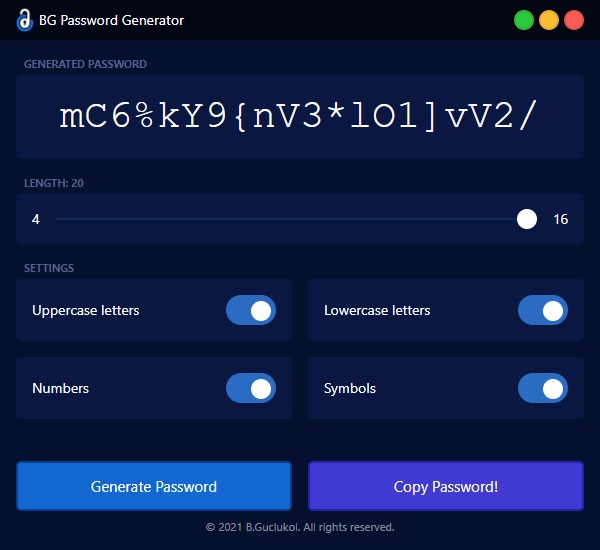 BG Password Generator
GENERATED PASSWORD
mC6%kY9{nV3*lO1]vV2/
LENGTH: 20
4 16
SETTINGS
Uppercase letters Lowercase letters
Numbers Symbols
Generate Password Copy Password!
© 2021 B.Guclukol. All rights reserved.